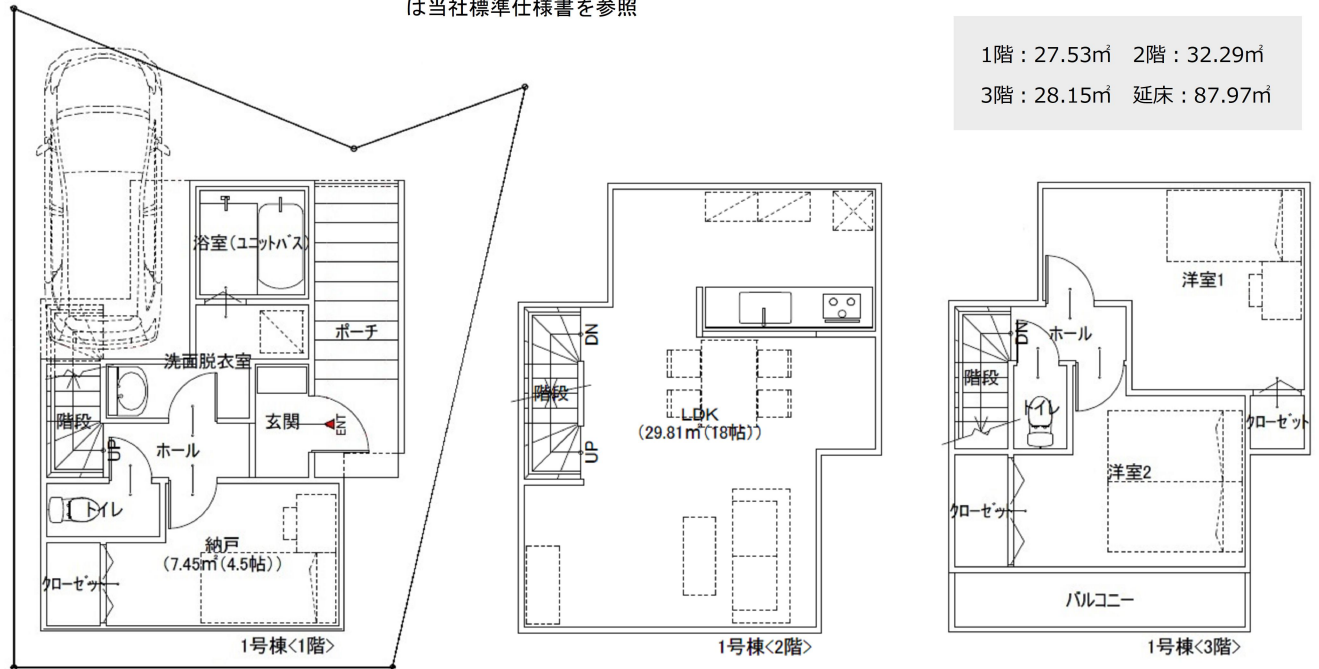 は当社標準仕様書を参照
1階：27.53㎡ 2階：32.29㎡
3階：28.15㎡ 延床：87.97㎡
浴室(ユニットバス)
ポーチ
洗面脱衣室
階段
UP
ホール
玄関
ENT
トイレ
納戸
(7.45㎡(4.5帖))
クローゼット
1号棟<1階>
DN
階段
UP
LDK
(29.81㎡(18帖))
1号棟<2階>
洋室1
ホール
DN
階段
トイレ
クローゼット
洋室2
クローゼット
バルコニー
1号棟<3階>